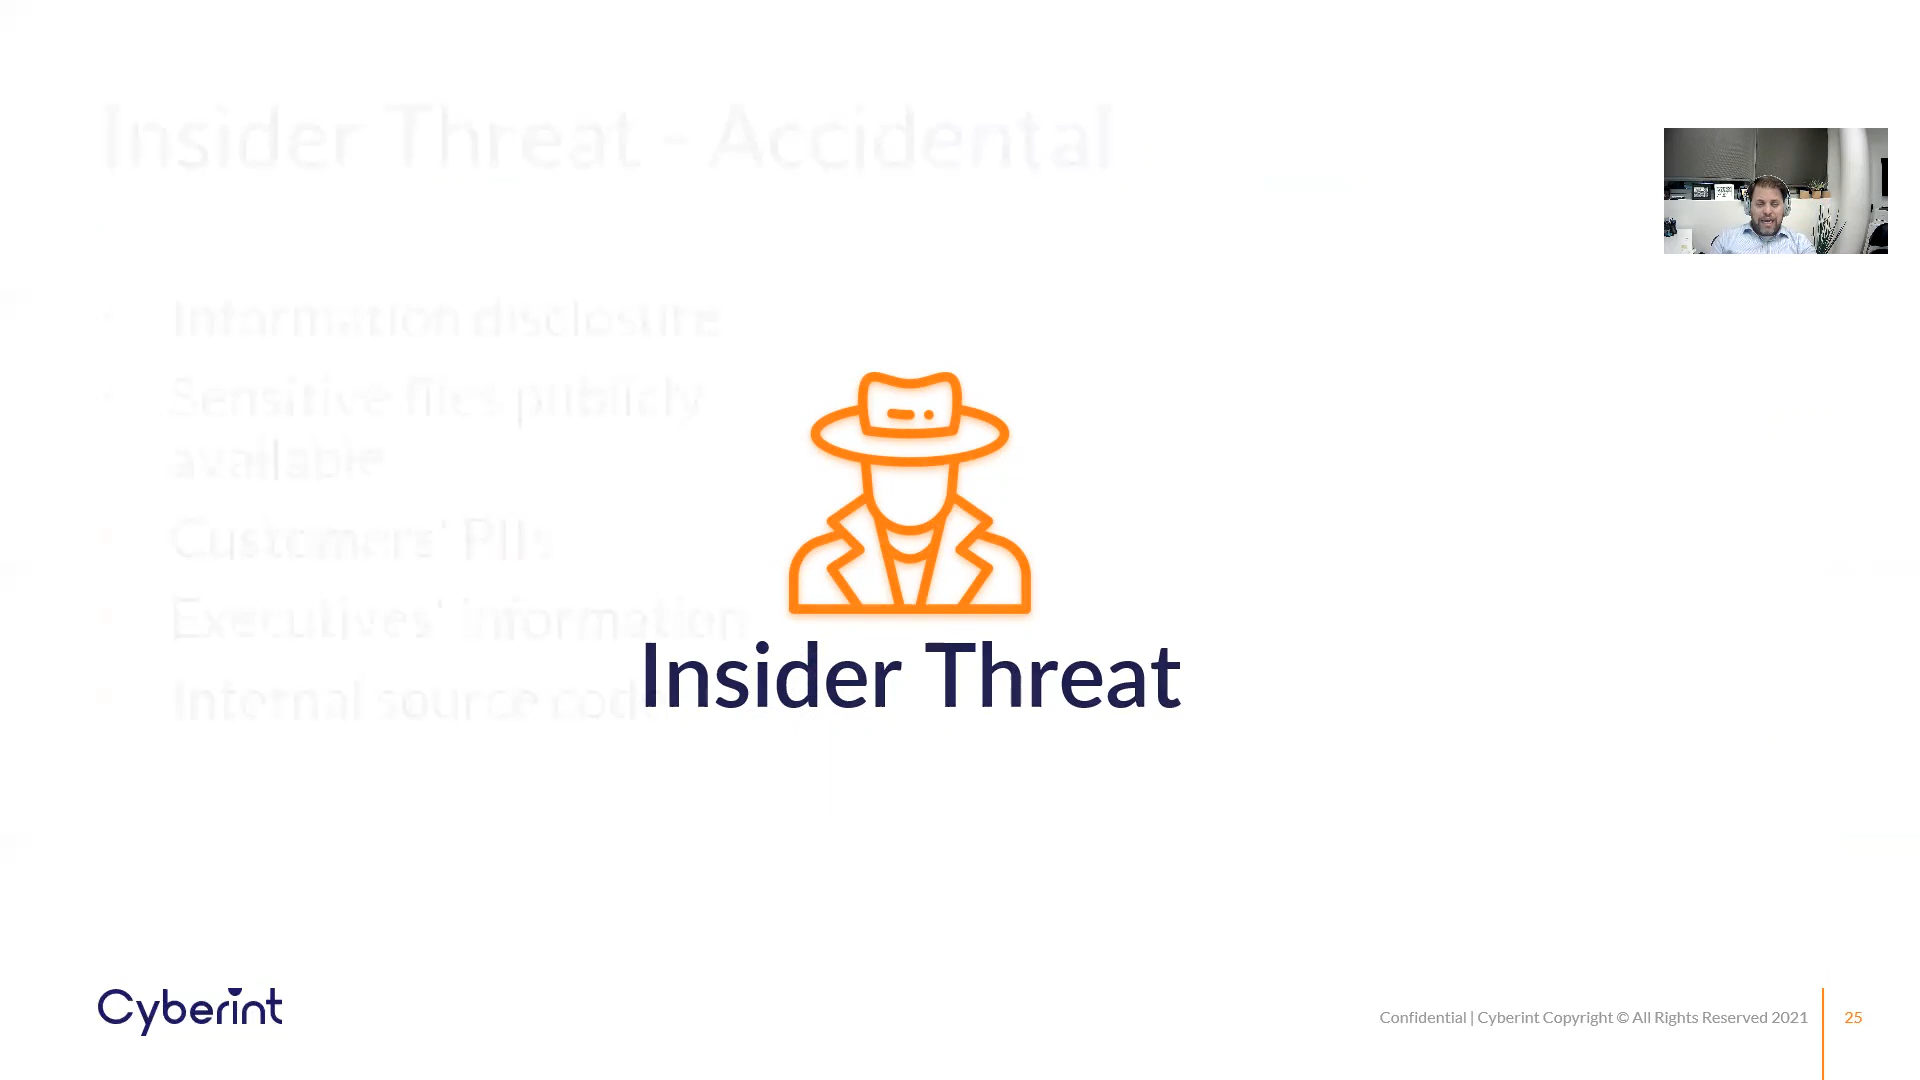 Insider Threat - Accidental
Information disclosure
Sensitive files publicly
available
Customers' PIIs
Executives' information
Internal source code
Insider Threat
Cyberint
Confidential | Cyberint Copyright © All Rights Reserved 2021
25